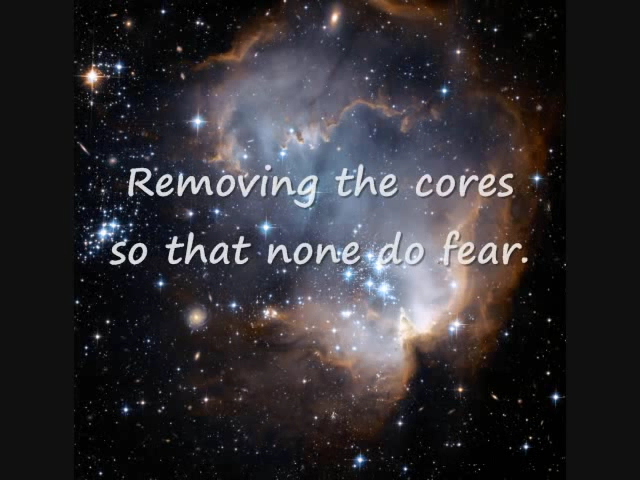 Removing the cores
so that none do fear.